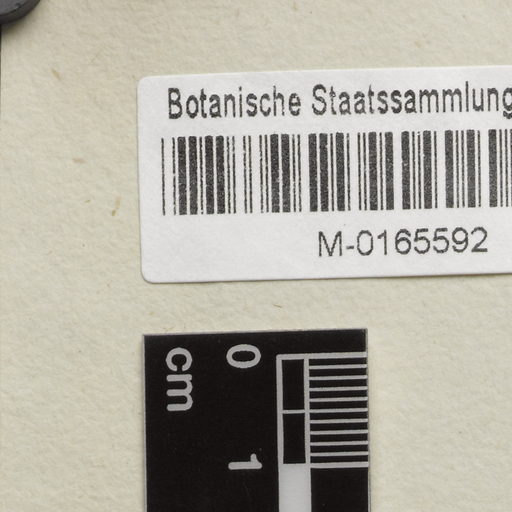 Botanische Staatssammlung
M-0165592
cm
0
1